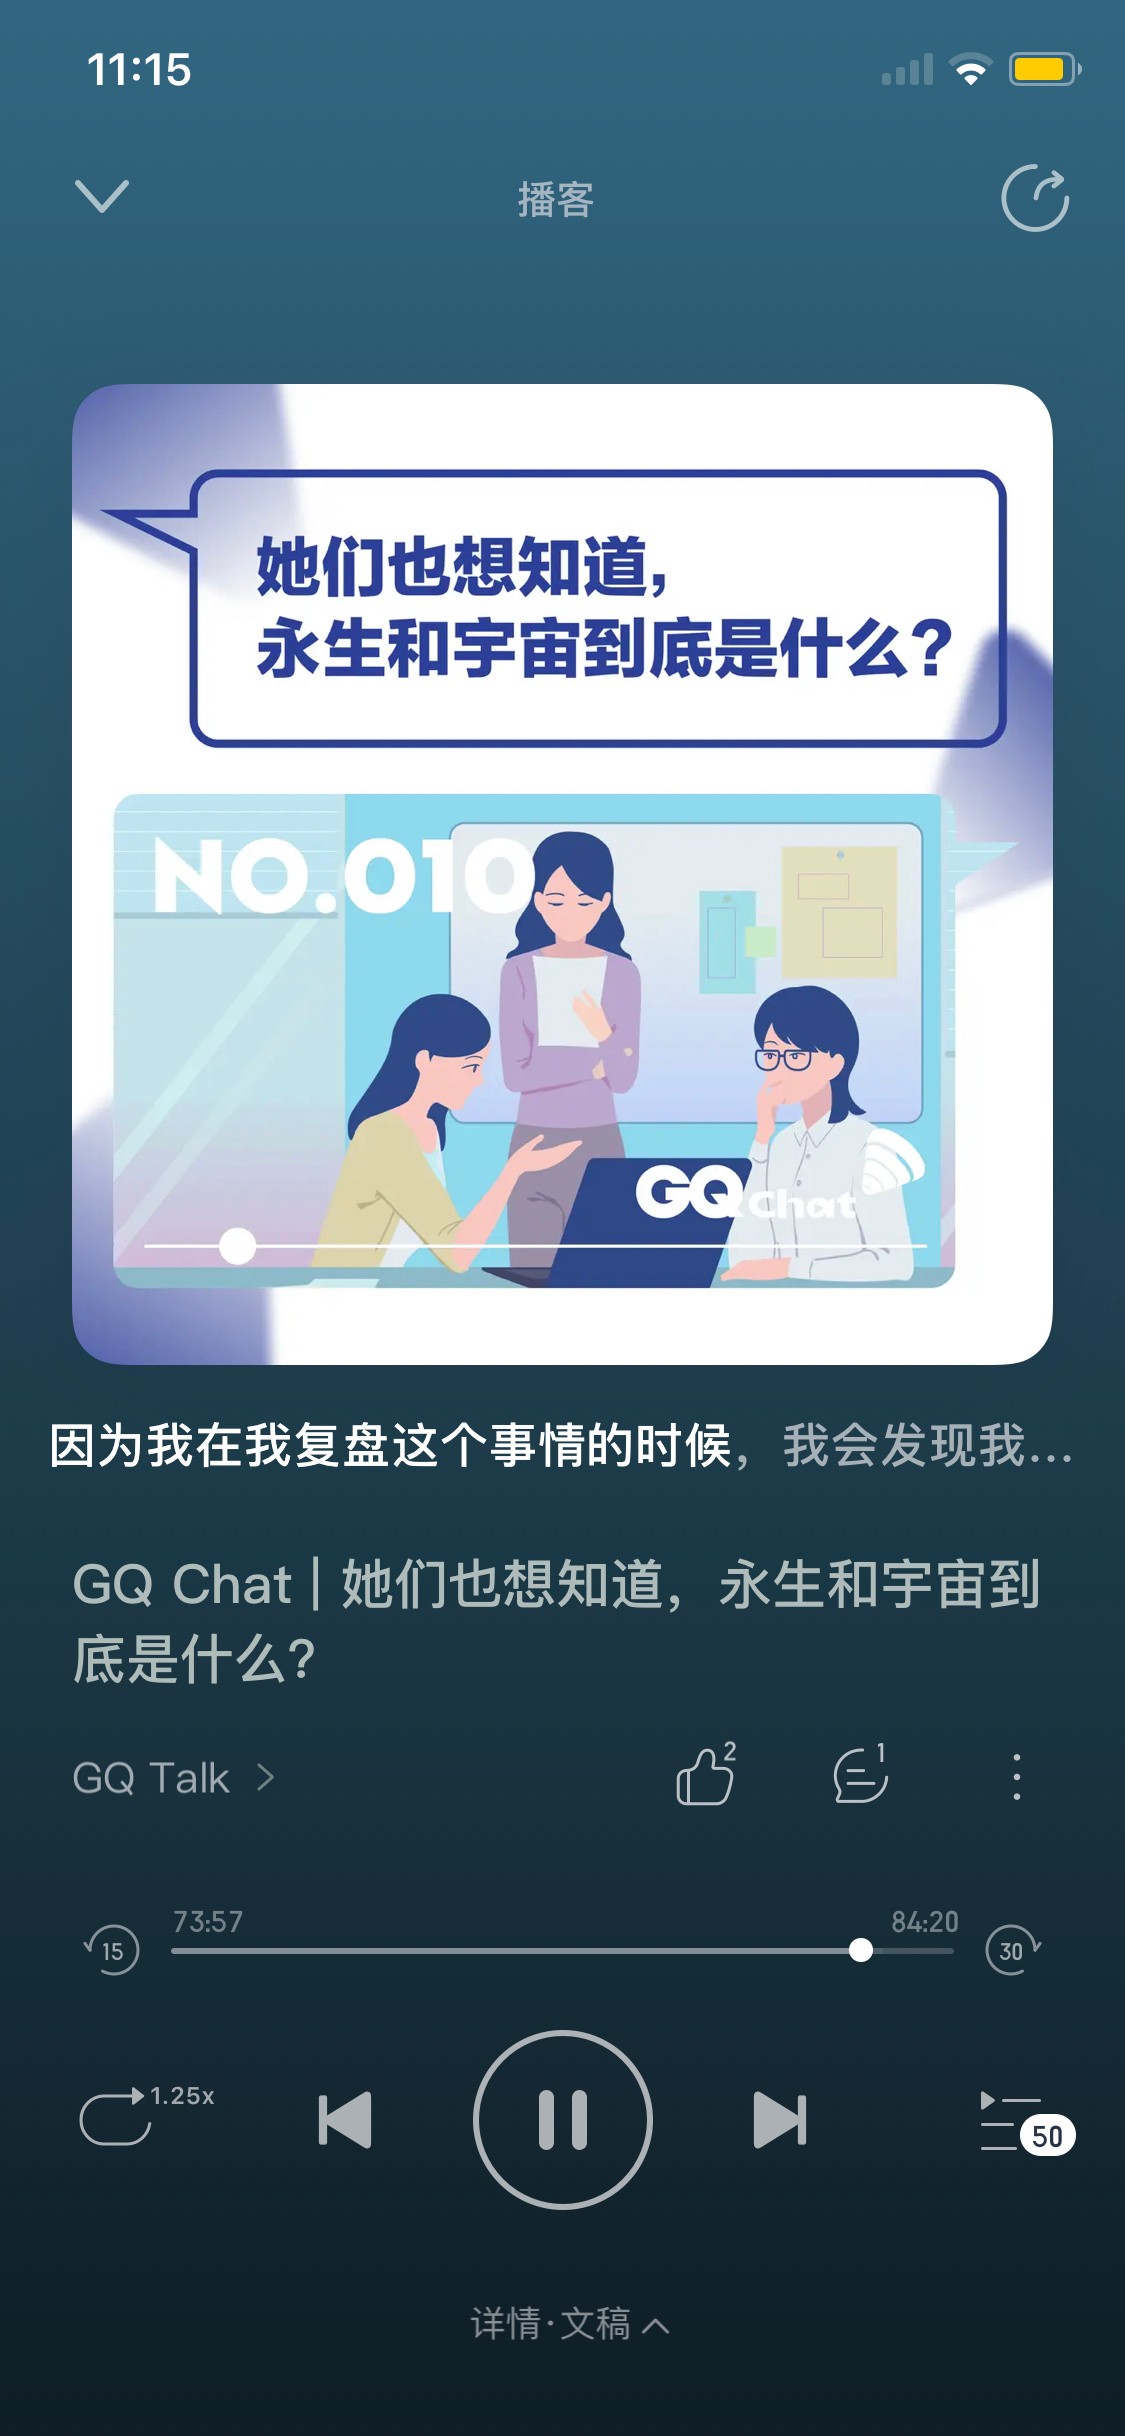 11:15
播客
她们也想知道,
永生和宇宙到底是什么?
NO.010
GQ Chat
因为我在我复盘这个事情的时候，我会发现我...
GQ Chat | 她们也想知道，永生和宇宙到
底是什么?
GQ Talk
2
1
73:57
84:20
15
30
1.25x
50
详情·文稿